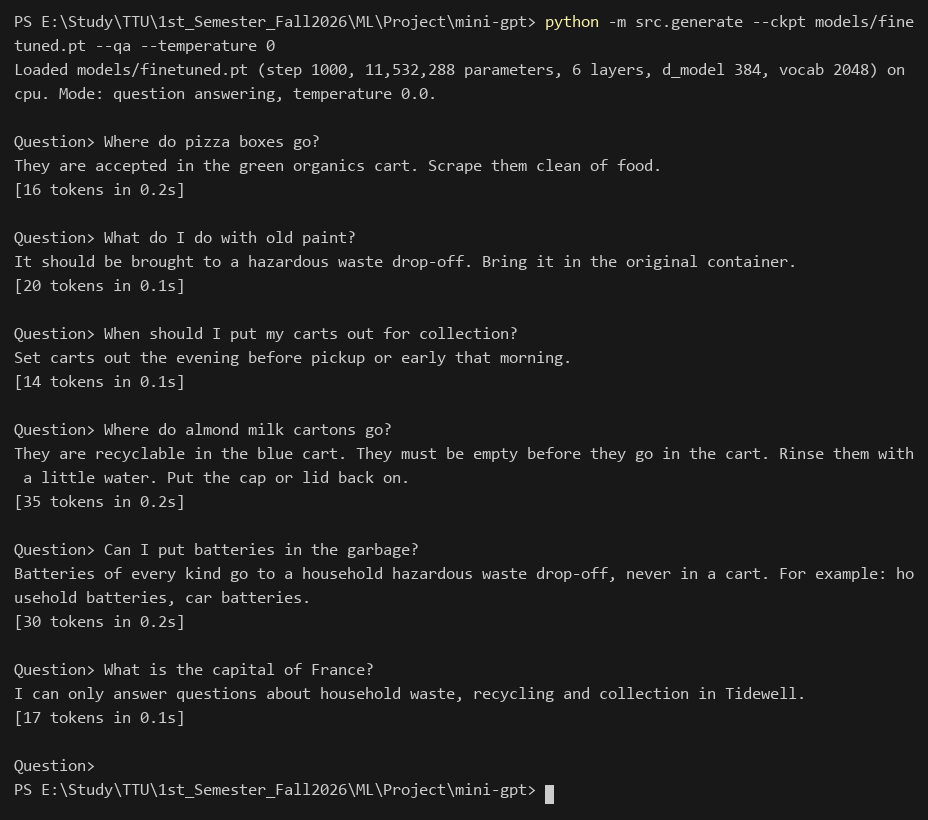 PS E:\Study\TTU\1st_Semester_Fall2026\ML\Project\mini-gpt> python -m src.generate --ckpt models/fine
tuned.pt --qa --temperature 0
Loaded models/finetuned.pt (step 1000, 11,532,288 parameters, 6 layers, d_model 384, vocab 2048) on
cpu. Mode: question answering, temperature 0.0.

Question> Where do pizza boxes go?
They are accepted in the green organics cart. Scrape them clean of food.
[16 tokens in 0.2s]

Question> What do I do with old paint?
It should be brought to a hazardous waste drop-off. Bring it in the original container.
[20 tokens in 0.1s]

Question> When should I put my carts out for collection?
Set carts out the evening before pickup or early that morning.
[14 tokens in 0.1s]

Question> Where do almond milk cartons go?
They are recyclable in the blue cart. They must be empty before they go in the cart. Rinse them with
 a little water. Put the cap or lid back on.
[35 tokens in 0.2s]

Question> Can I put batteries in the garbage?
Batteries of every kind go to a household hazardous waste drop-off, never in a cart. For example: ho
usehold batteries, car batteries.
[30 tokens in 0.2s]

Question> What is the capital of France?
I can only answer questions about household waste, recycling and collection in Tidewell.
[17 tokens in 0.1s]

Question>
PS E:\Study\TTU\1st_Semester_Fall2026\ML\Project\mini-gpt>